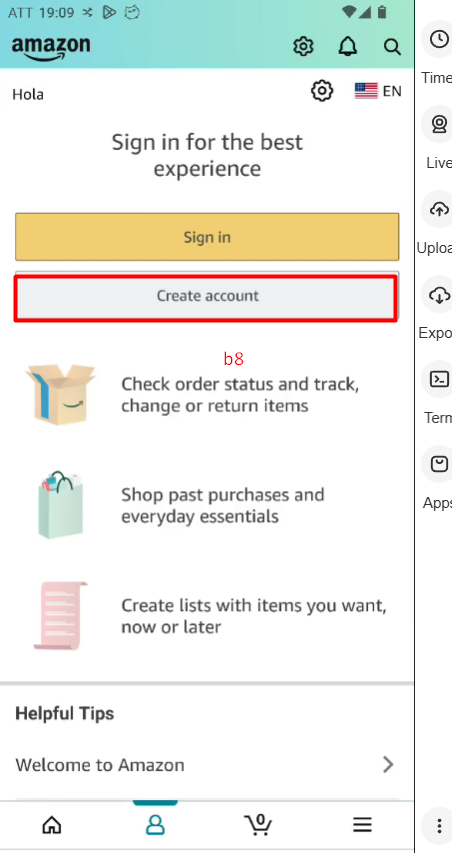 ATT 19:09
amazon
Hola
EN
Sign in for the best
experience
Sign in
Create account
b8
Check order status and track,
change or return items
Shop past purchases and
everyday essentials
Create lists with items you want,
now or later
Helpful Tips
Welcome to Amazon
0
Time
Live
Uploa
Expo
Term
Apps